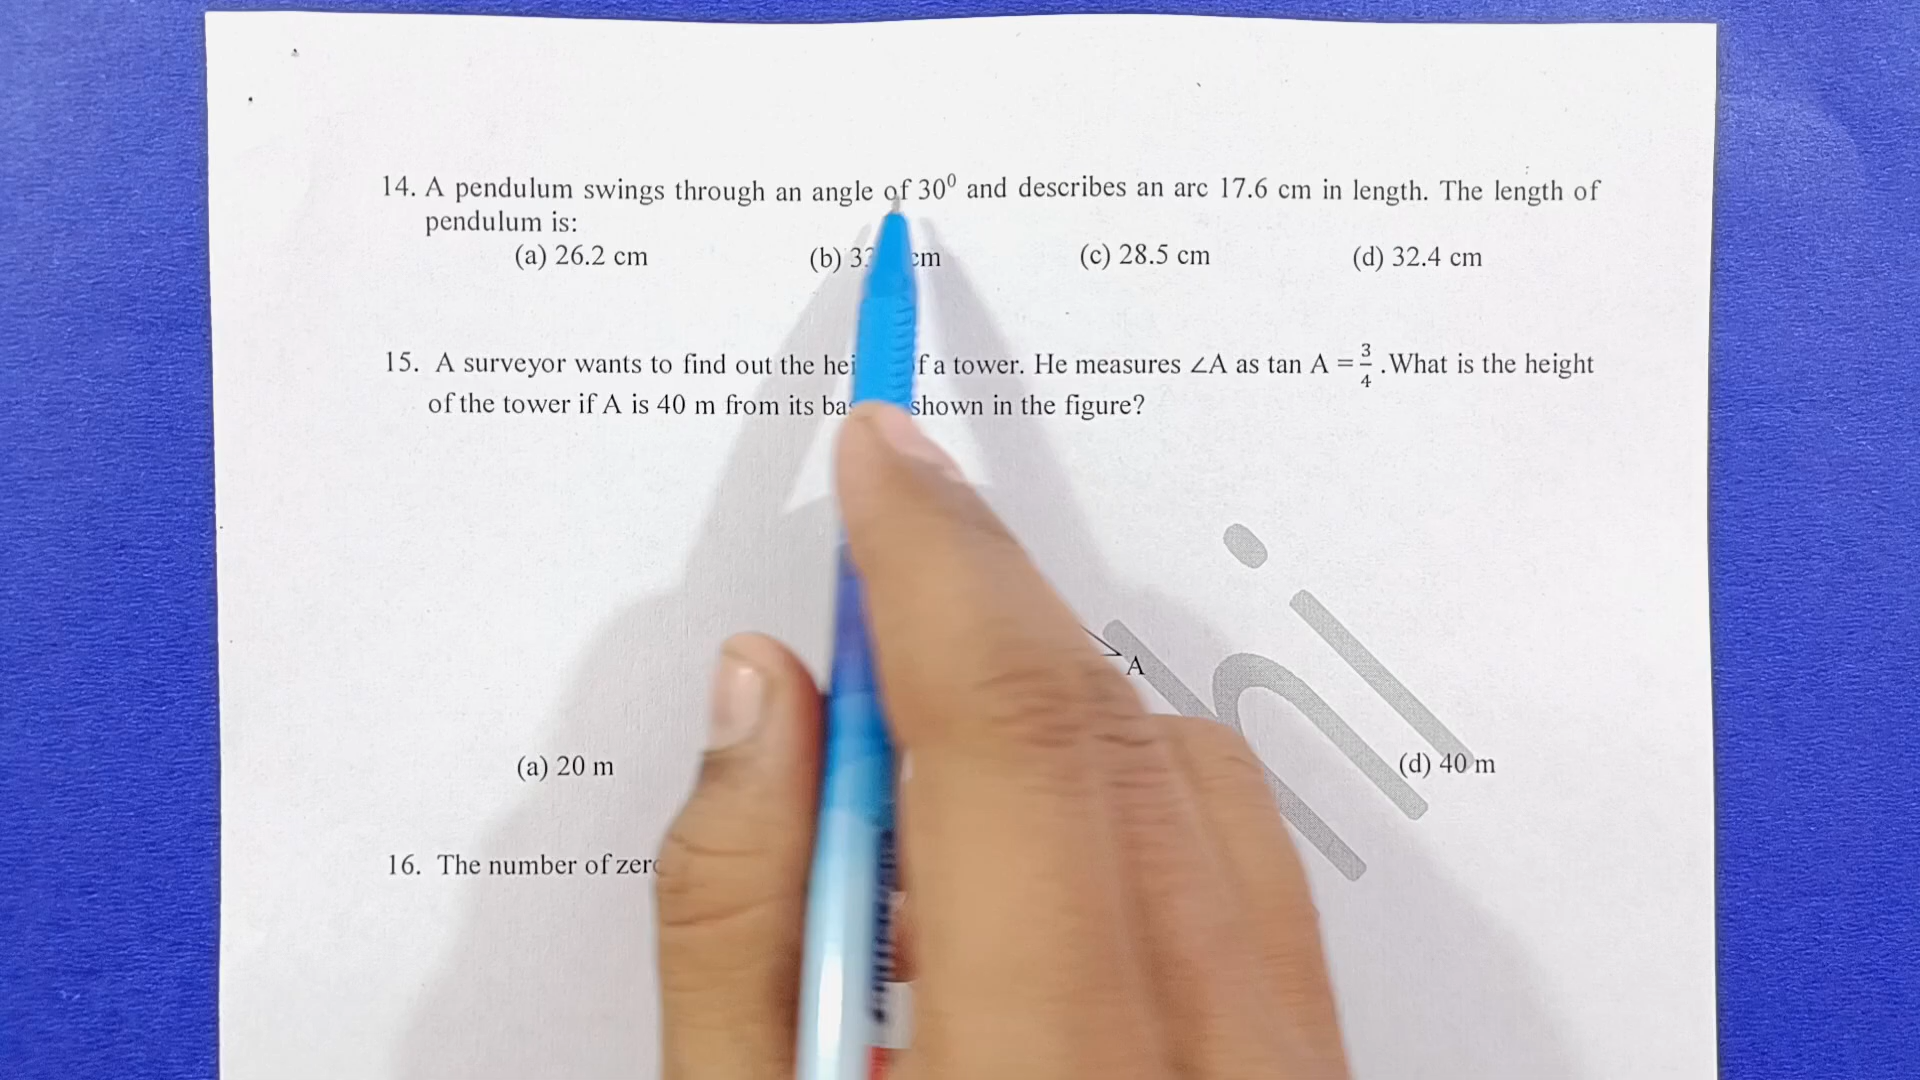 14. A pendulum swings through an angle of 30⁰ and describes an arc 17.6 cm in length. The length of
pendulum is:
(a) 26.2 cm (b) cm (c) 28.5 cm (d) 32.4 cm
15. A surveyor wants to find out the f a tower. He measures ∠A as tan A = 3/4 .What is the height
of the tower if A is 40 m from its shown in the figure?
A
(a) 20 m (d) 40 m
16. The number of